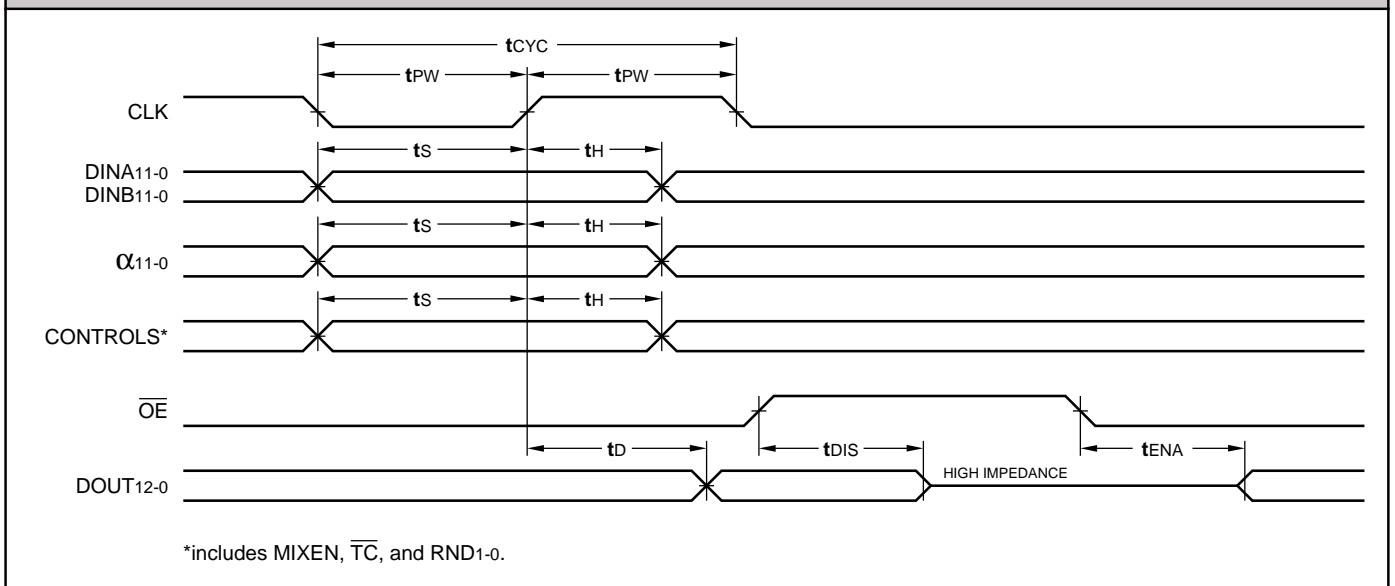 tCYC
tPW tPW
CLK
tS tH
DINA11-0
DINB11-0
tS tH
α11-0
tS tH
CONTROLS*
OE
tD tDIS tENA
HIGH IMPEDANCE
DOUT12-0
*includes MIXEN, TC, and RND1-0.